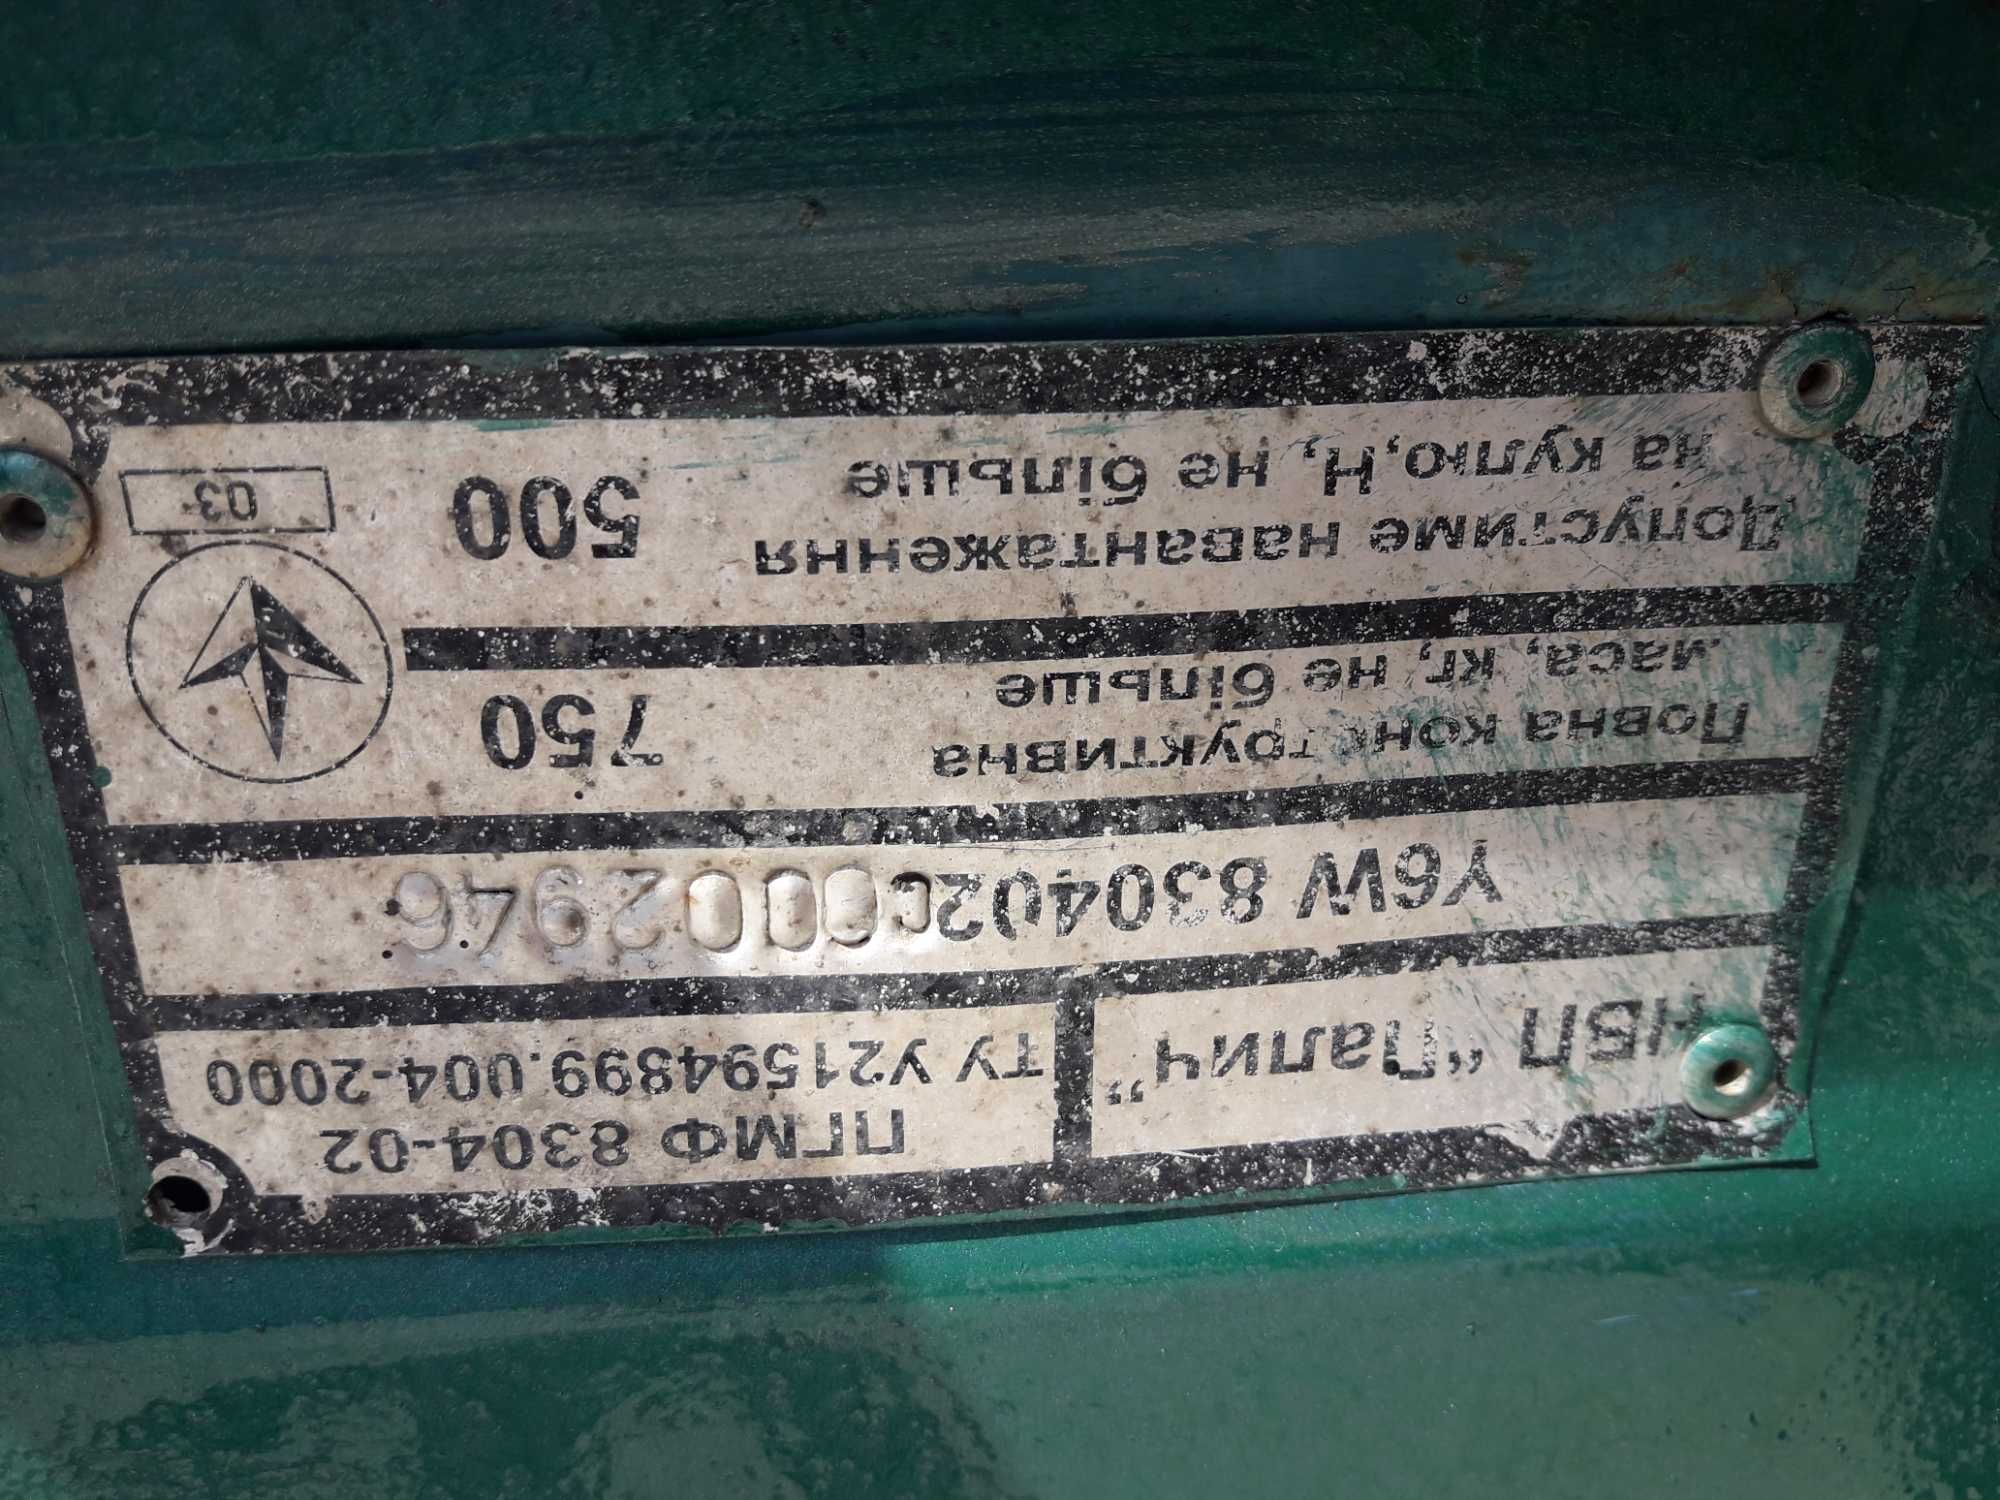 НВП "Палич"
ПГМФ 8304-02
ТУ У21594899.004-2000
Y6W 830402
Повна конструктивна
маса, кг, не більше
750
Допустиме навантаження
на кулю, Н, не більше
500
03